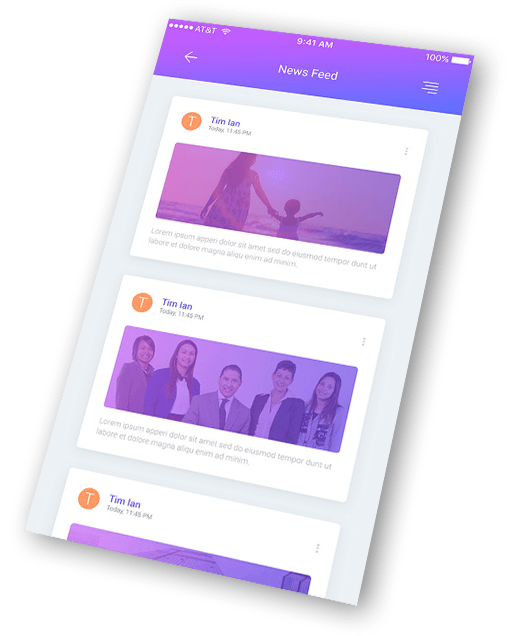 AT&T 9:41 AM 100%
News Feed
T Tim Ian
Today, 11:45 PM
Lorem ipsum apperi dolor sit amet sed do eiusmod tempor dunt ut
labore et dolore magna aliqu enim ad minim.
T Tim Ian
Today, 11:45 PM
Lorem ipsum apperi dolor sit amet sed do eiusmod tempor dunt ut
labore et dolore magna aliqu enim ad minim.
T Tim Ian
Today, 11:45 PM